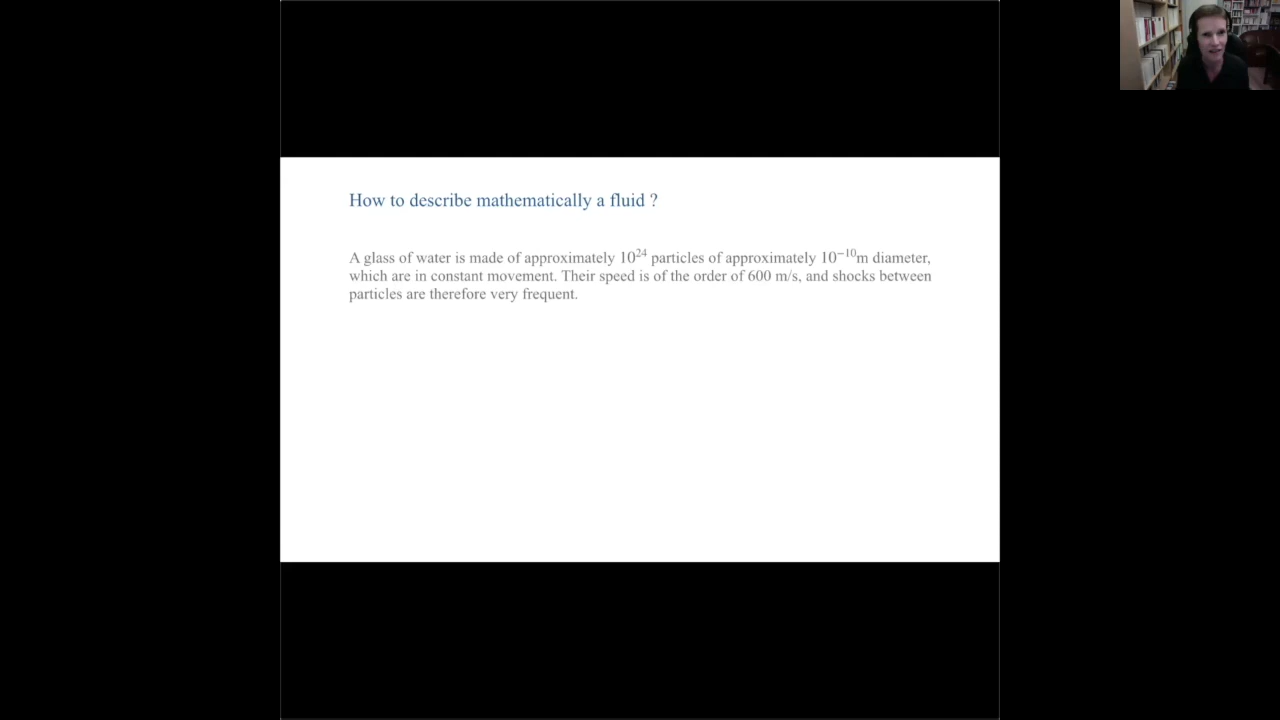 How to describe mathematically a fluid ?
A glass of water is made of approximately 10²⁴ particles of approximately 10⁻¹⁰m diameter,
which are in constant movement. Their speed is of the order of 600 m/s, and shocks between
particles are therefore very frequent.